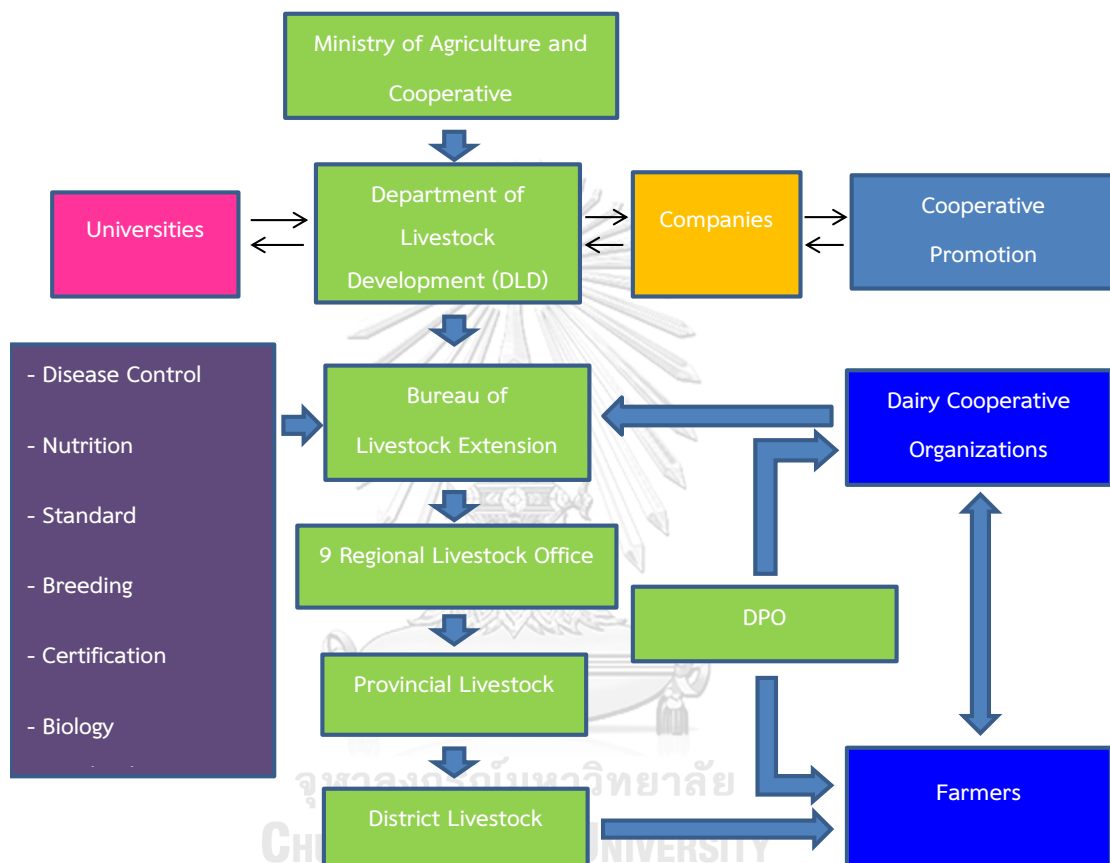 Ministry of Agriculture and
Cooperative
Universities
Department of
Livestock
Development (DLD)
Companies
Cooperative
Promotion
- Disease Control
- Nutrition
- Standard
- Breeding
- Certification
- Biology
Bureau of
Livestock Extension
Dairy Cooperative
Organizations
9 Regional Livestock Office
DPO
Provincial Livestock
จุฬาลงกรณ์มหาวิทยาลัย
District Livestock
Farmers
UNIVERSITY